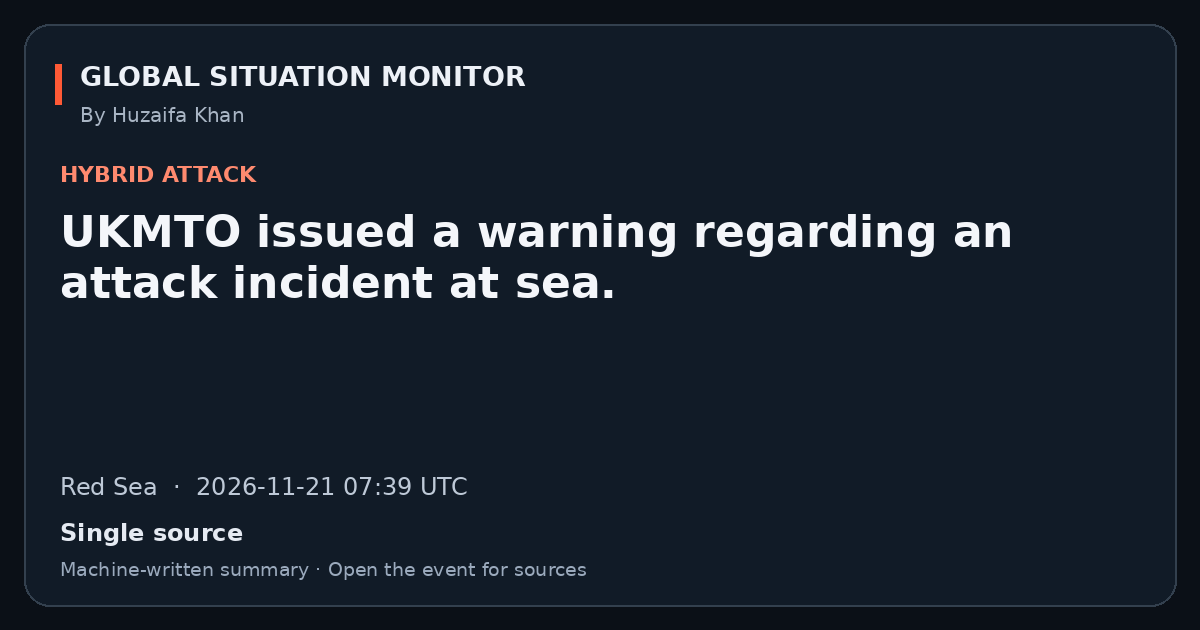 GLOBAL SITUATION MONITOR
By Huzaifa Khan
HYBRID ATTACK
UKMTO issued a warning regarding an
attack incident at sea.
Red Sea · 2026-11-21 07:39 UTC
Single source
Machine-written summary · Open the event for sources